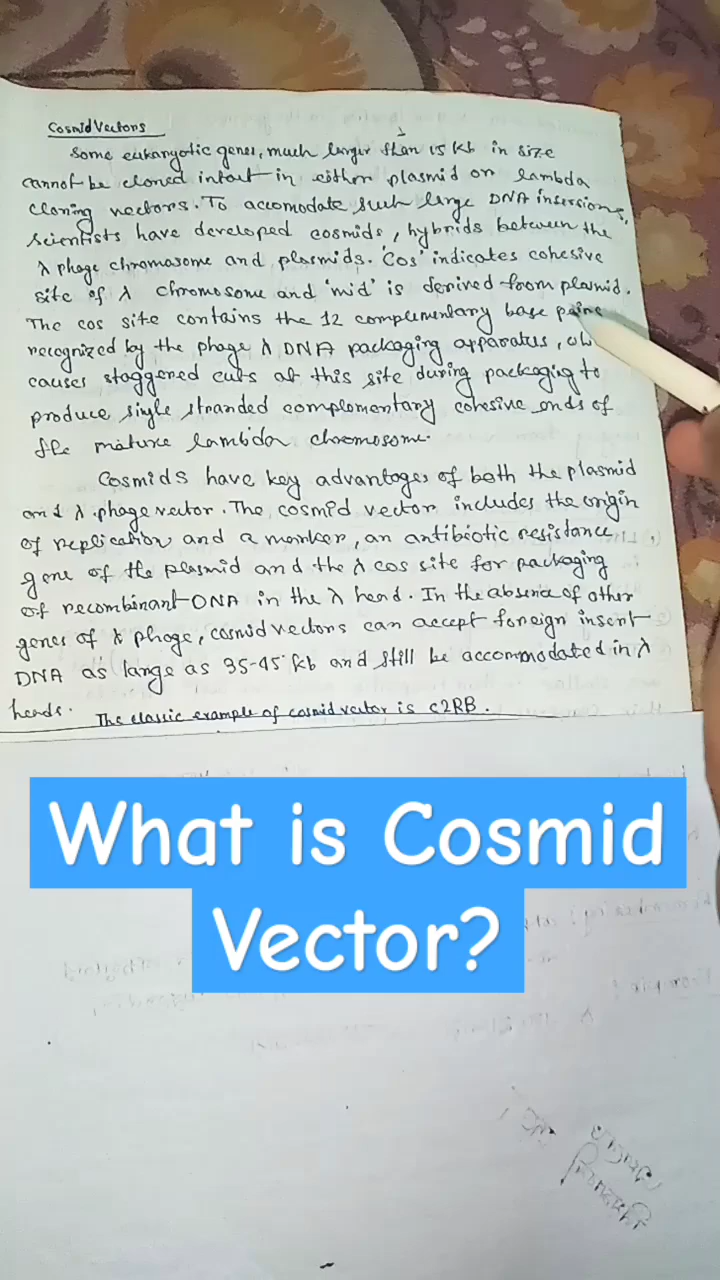 Cosmid Vectors
Some eukaryotic genes, much larger than 15 Kb in size
cannot be cloned intact in either plasmid or lambda
cloning vectors. To accomodate such large DNA insercions,
scientists have developed cosmids, hybrids between the
λ phage chromosome and plasmids. 'Cos' indicates cohesive
site of λ chromosome and 'mid' is derived from plasmid.
The cos site contains the 12 complimentary base pairs
recognized by the phage λ DNA packaging apparatus,
causes staggered cuts at this site during packaging to
produce single stranded complementary cohesive ends of
the mature lambda chromosome.
Cosmids have key advantages of both the plasmid
and λ phage vector. The cosmid vector includes the origin
of replication and a marker, an antibiotic resistance
gene of the plasmid and the λ cos site for packaging
of recombinant DNA in the λ head. In the absence of other
genes of λ phage, cosmid vectors can accept foreign insert
DNA as large as 35-45 kb and still be accommodated in λ
heads. The classic example of cosmid vector is c2RB.
What is Cosmid
Vector?